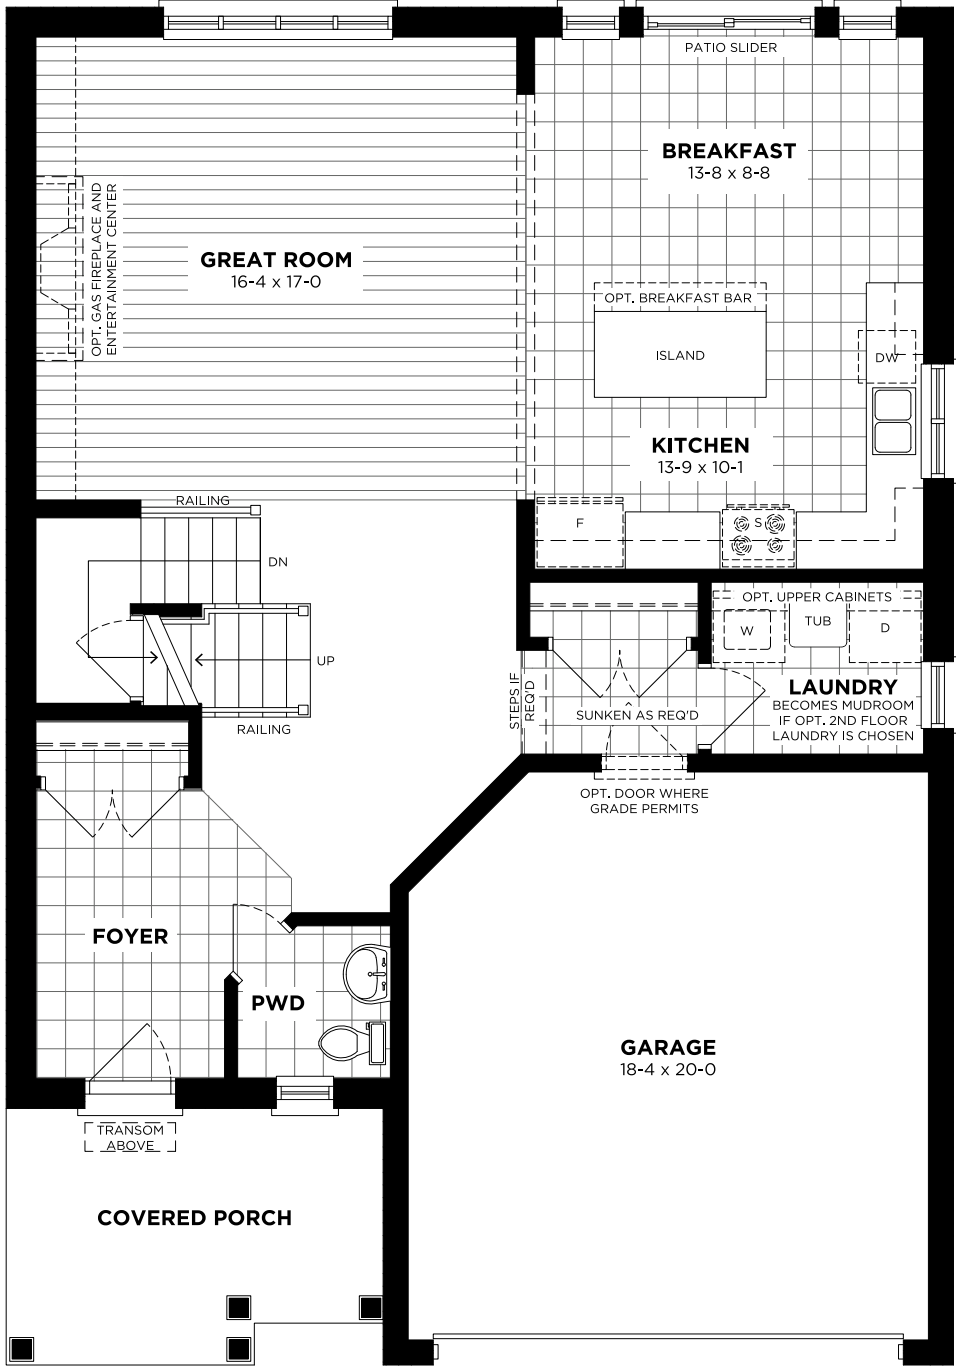 PATIO SLIDER
BREAKFAST
13-8 x 8-8
GREAT ROOM
16-4 x 17-0
OPT. GAS FIREPLACE AND
ENTERTAINMENT CENTER
OPT. BREAKFAST BAR
ISLAND
DW
KITCHEN
13-9 x 10-1
RAILING
F
S
DN
OPT. UPPER CABINETS
W
TUB
D
UP
LAUNDRY
BECOMES MUDROOM
IF OPT. 2ND FLOOR
LAUNDRY IS CHOSEN
STEPS IF
REQ'D
SUNKEN AS REQ'D
RAILING
OPT. DOOR WHERE
GRADE PERMITS
FOYER
PWD
GARAGE
18-4 x 20-0
TRANSOM
ABOVE
COVERED PORCH